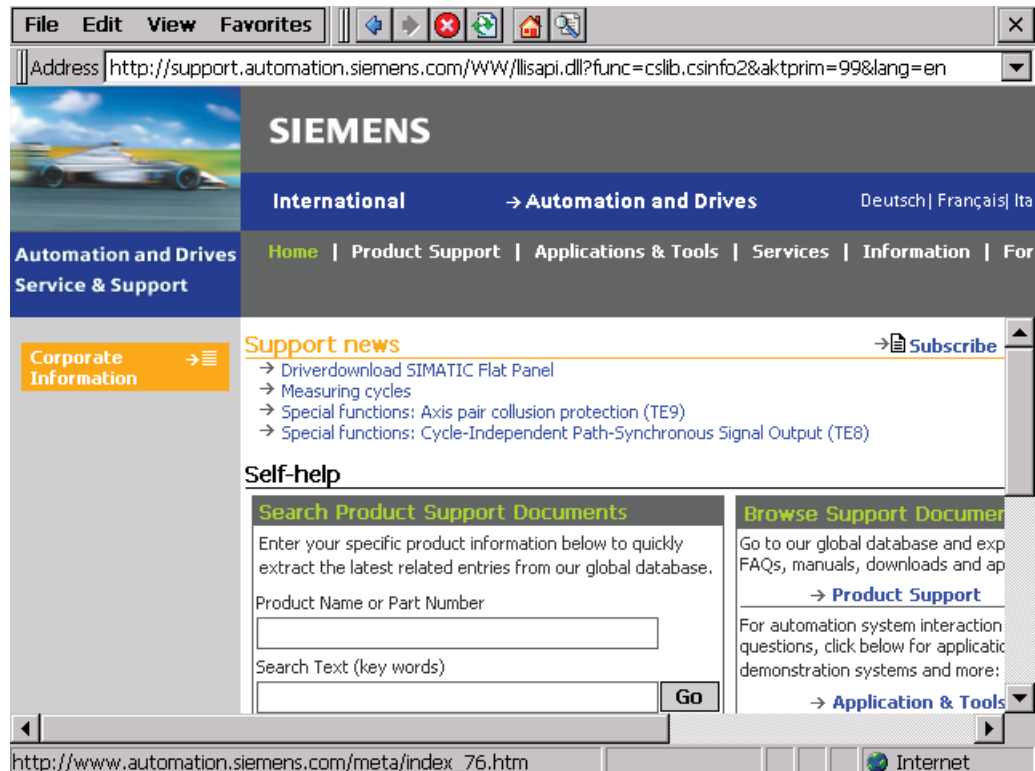 File Edit View Favorites
Address http://support.automation.siemens.com/WW/llisapi.dll?func=cslib.csinfo2&aktprim=99&lang=en
SIEMENS
International → Automation and Drives Deutsch| Français| Ita
Automation and Drives
Service & Support
Home | Product Support | Applications & Tools | Services | Information | For
Corporate
Information
Support news
→ Subscribe
→ Driverdownload SIMATIC Flat Panel
→ Measuring cycles
→ Special functions: Axis pair collusion protection (TE9)
→ Special functions: Cycle-Independent Path-Synchronous Signal Output (TE8)
Self-help
Search Product Support Documents
Enter your specific product information below to quickly
extract the latest related entries from our global database.
Product Name or Part Number
Search Text (key words)
Go
Browse Support Documen
Go to our global database and exp
FAQs, manuals, downloads and ap
→ Product Support
For automation system interaction
questions, click below for applicatio
demonstration systems and more:
→ Application & Tools
http://www.automation.siemens.com/meta/index_76.htm
Internet